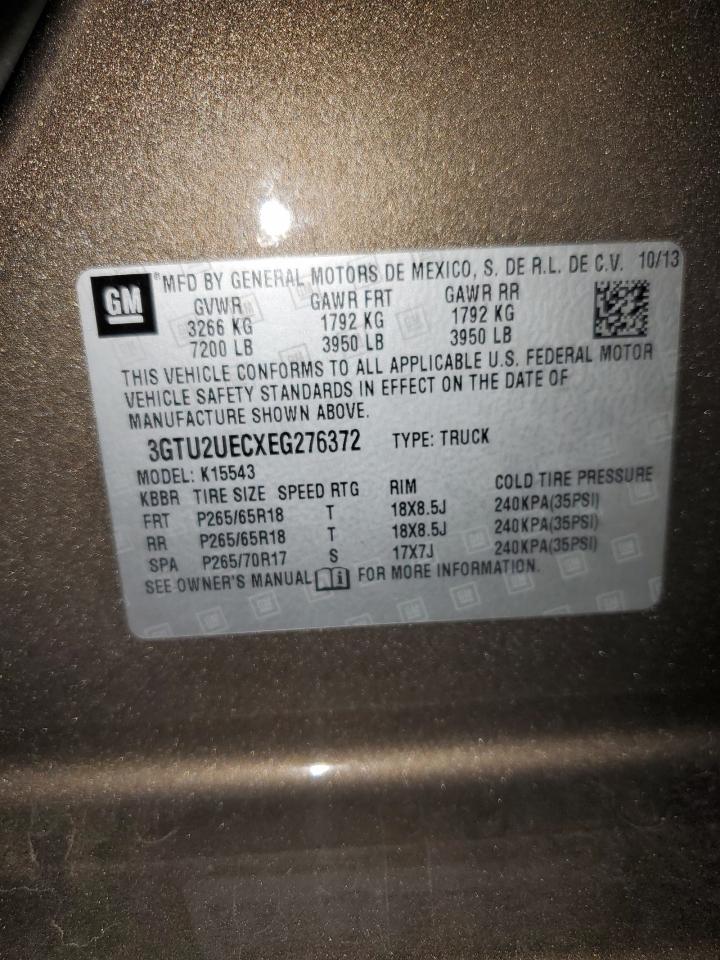 GM ® MFD BY GENERAL MOTORS DE MEXICO, S. DE R.L. DE C.V. 10/13
GVWR GAWR FRT GAWR RR
3266 KG 1792 KG 1792 KG
7200 LB 3950 LB 3950 LB
THIS VEHICLE CONFORMS TO ALL APPLICABLE U.S. FEDERAL MOTOR
VEHICLE SAFETY STANDARDS IN EFFECT ON THE DATE OF
MANUFACTURE SHOWN ABOVE.
3GTU2UECXEG276372 TYPE: TRUCK
MODEL: K15543
KBBR TIRE SIZE SPEED RTG RIM COLD TIRE PRESSURE
FRT P265/65R18 T 18X8.5J 240KPA(35PSI)
RR P265/65R18 T 18X8.5J 240KPA(35PSI)
SPA P265/70R17 S 17X7J 240KPA(35PSI)
SEE OWNER'S MANUAL i FOR MORE INFORMATION.